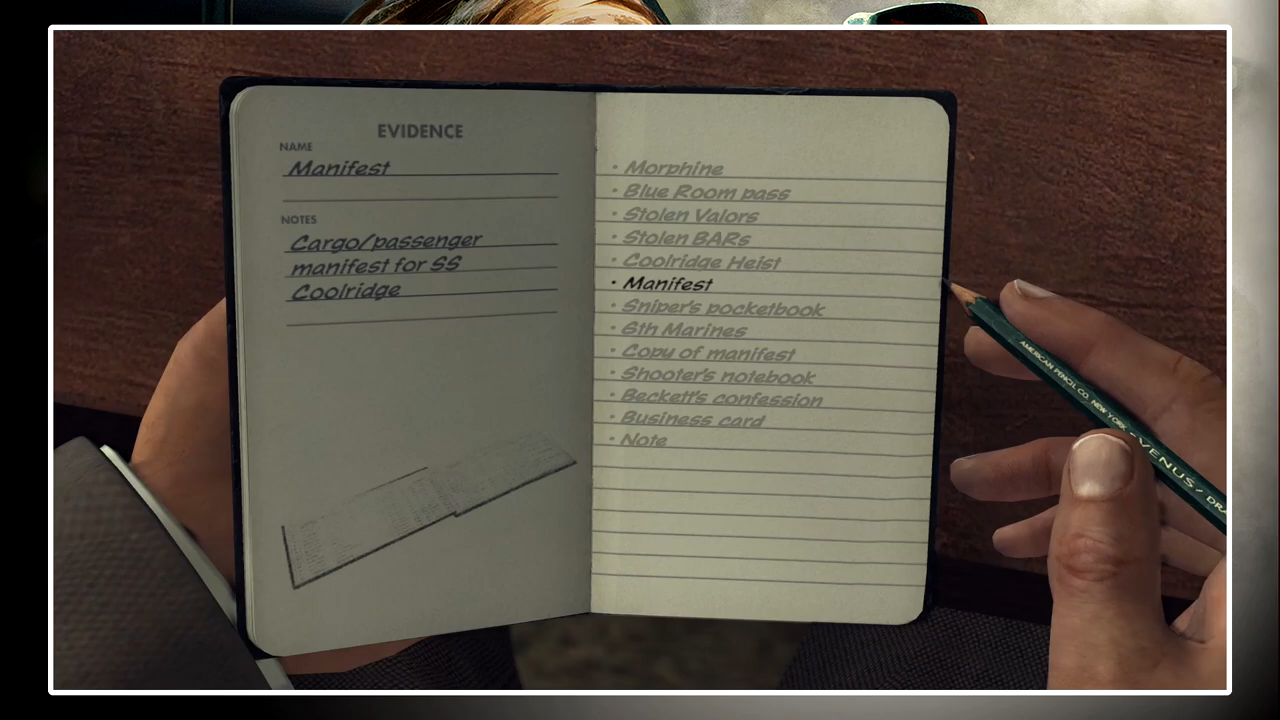 EVIDENCE
NAME
Manifest
NOTES
Cargo/passenger
manifest for SS
Coolridge
• Morphine
• Blue Room pass
• Stolen Valors
• Stolen BARs
• Coolridge Heist
• Manifest
• Sniper's pocketbook
• 6th Marines
• Copy of manifest
• Shooter's notebook
• Beckett's confession
• Business card
• Note
AMERICAN PENCIL CO. NEW YORK VENUS / DRA